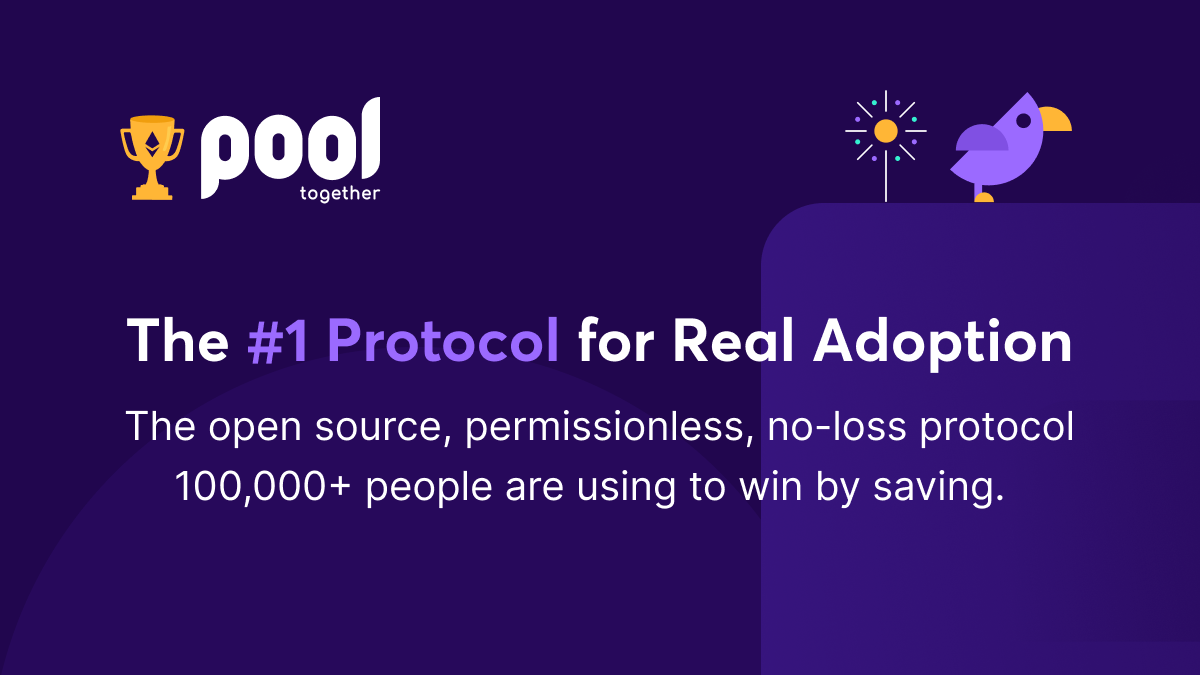 pool
together
The #1 Protocol for Real Adoption
The open source, permissionless, no-loss protocol
100,000+ people are using to win by saving.